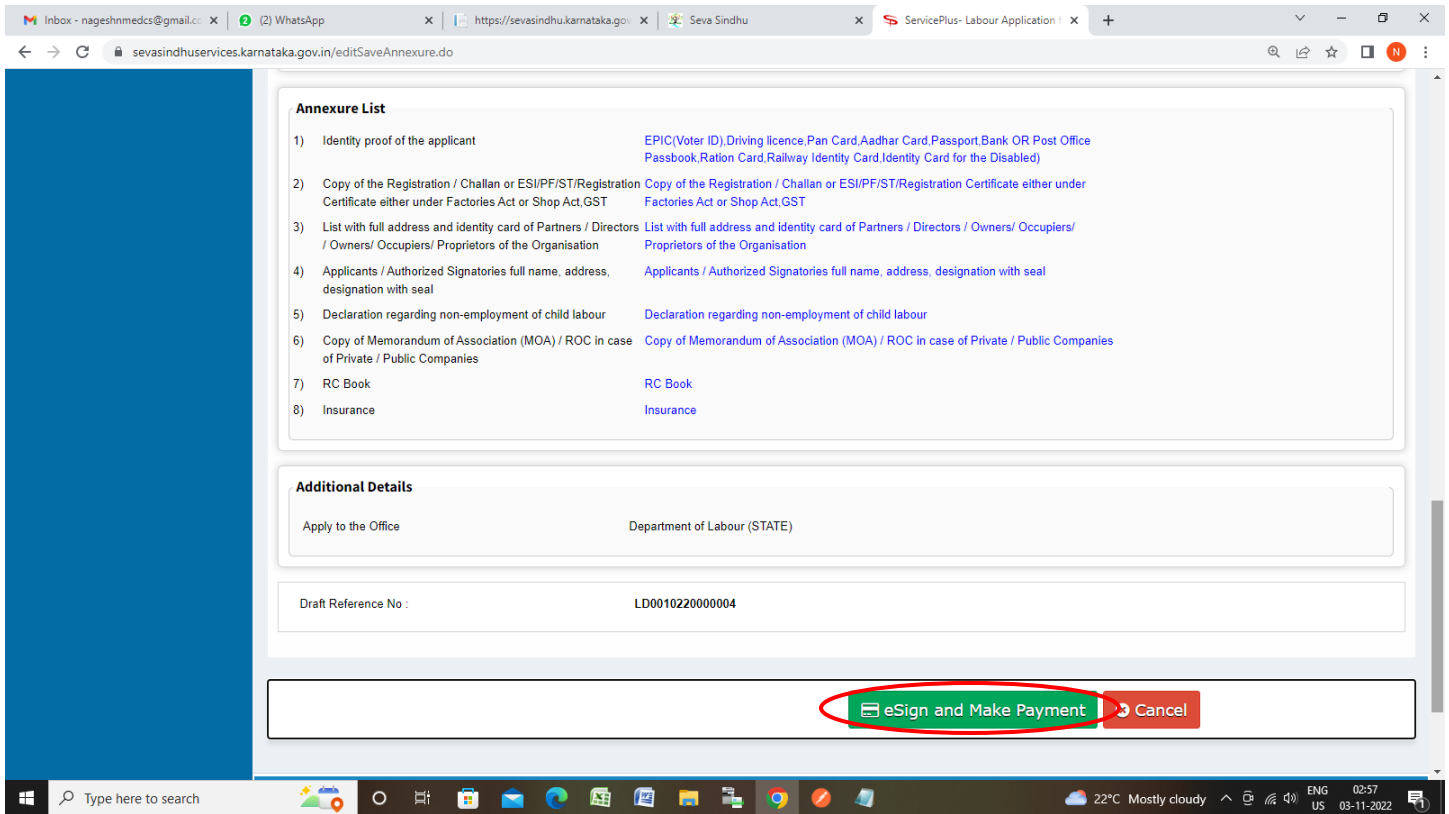 Inbox - nageshnmedcs@gmail.co
(2) WhatsApp
https://sevasindhu.karnataka.gov
Seva Sindhu
ServicePlus- Labour Application f
sevasindhuservices.karnataka.gov.in/editSaveAnnexure.do
N
Annexure List
1) Identity proof of the applicant EPIC(Voter ID),Driving licence,Pan Card,Aadhar Card,Passport,Bank OR Post Office
Passbook,Ration Card,Railway Identity Card,Identity Card for the Disabled)
2) Copy of the Registration / Challan or ESI/PF/ST/Registration Copy of the Registration / Challan or ESI/PF/ST/Registration Certificate either under
Certificate either under Factories Act or Shop Act,GST Factories Act or Shop Act,GST
3) List with full address and identity card of Partners / Directors List with full address and identity card of Partners / Directors / Owners/ Occupiers/
/ Owners/ Occupiers/ Proprietors of the Organisation Proprietors of the Organisation
4) Applicants / Authorized Signatories full name, address, Applicants / Authorized Signatories full name, address, designation with seal
designation with seal
5) Declaration regarding non-employment of child labour Declaration regarding non-employment of child labour
6) Copy of Memorandum of Association (MOA) / ROC in case Copy of Memorandum of Association (MOA) / ROC in case of Private / Public Companies
of Private / Public Companies
7) RC Book RC Book
8) Insurance Insurance
Additional Details
Apply to the Office Department of Labour (STATE)
Draft Reference No : LD0010220000004
eSign and Make Payment Cancel
Type here to search
22°C Mostly cloudy
ENG
US
02:57
03-11-2022
1